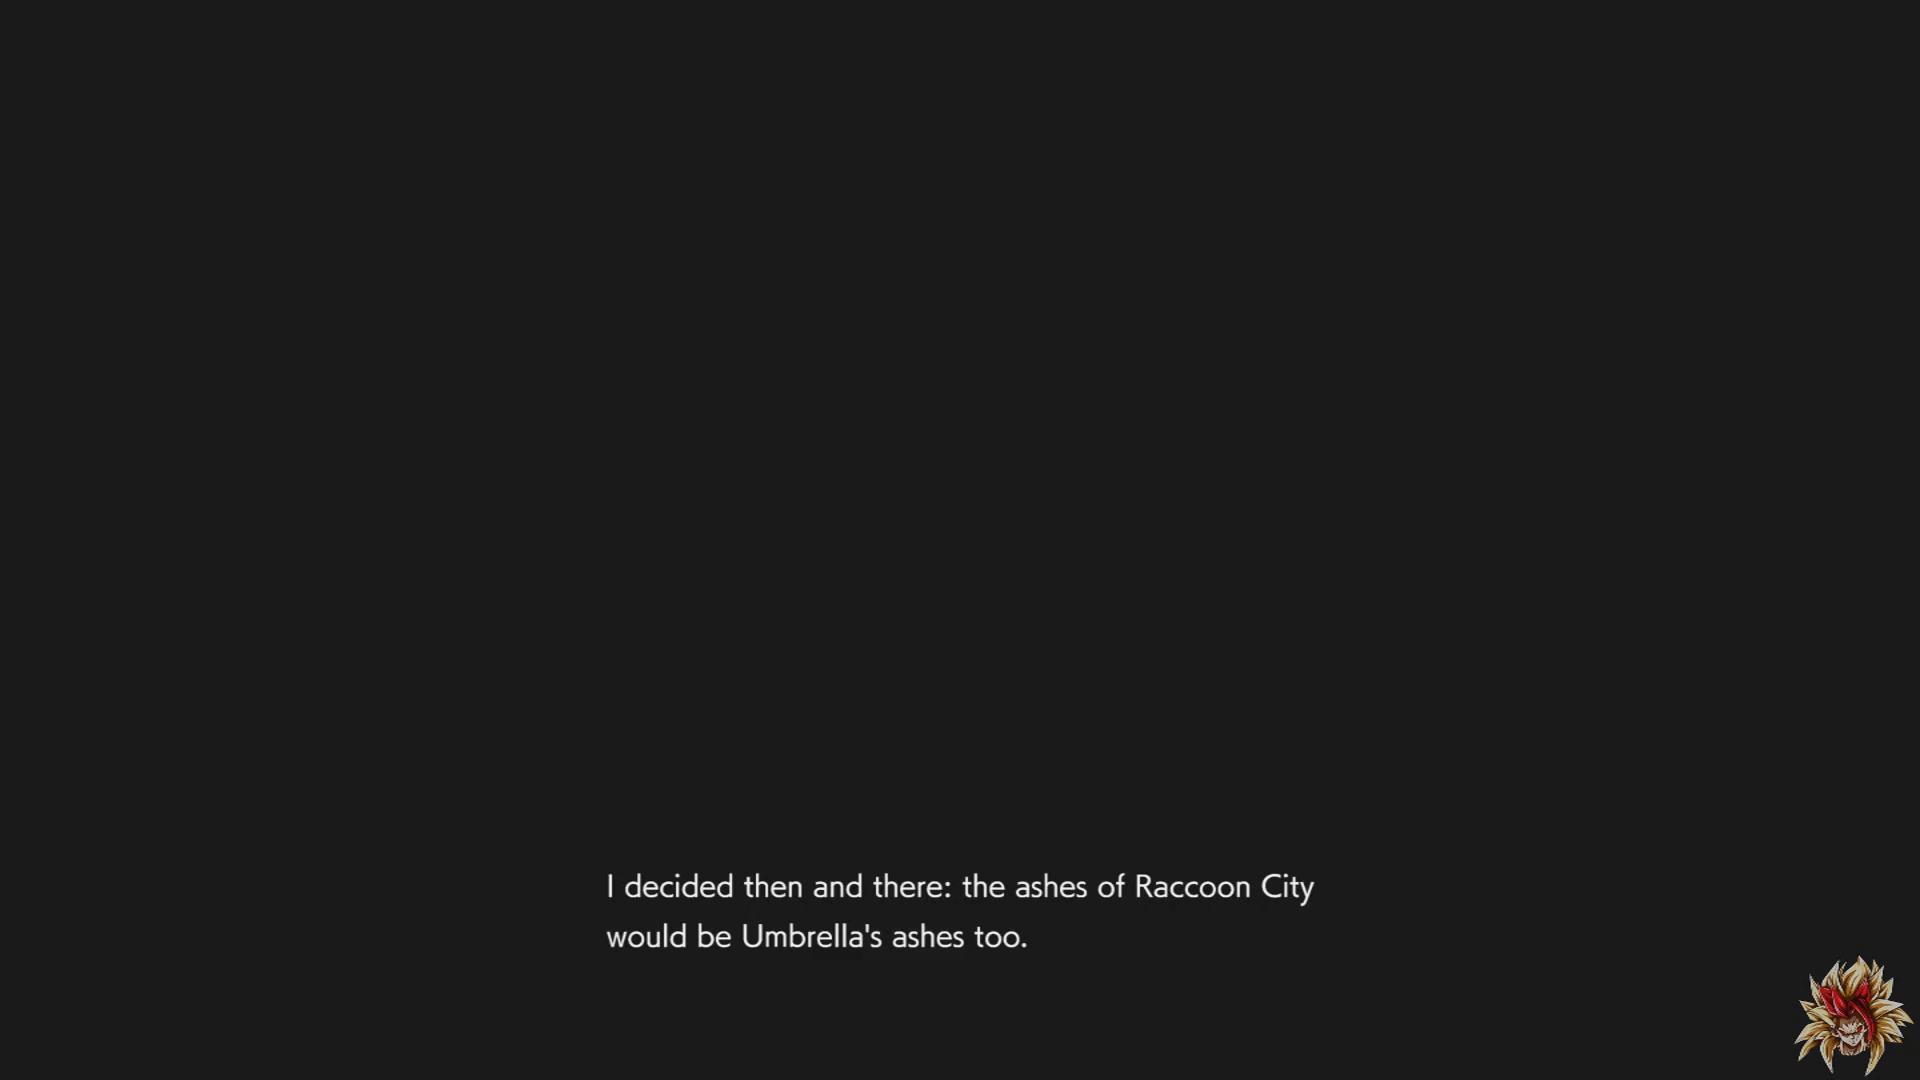 I decided then and there: the ashes of Raccoon City
would be Umbrella's ashes too.